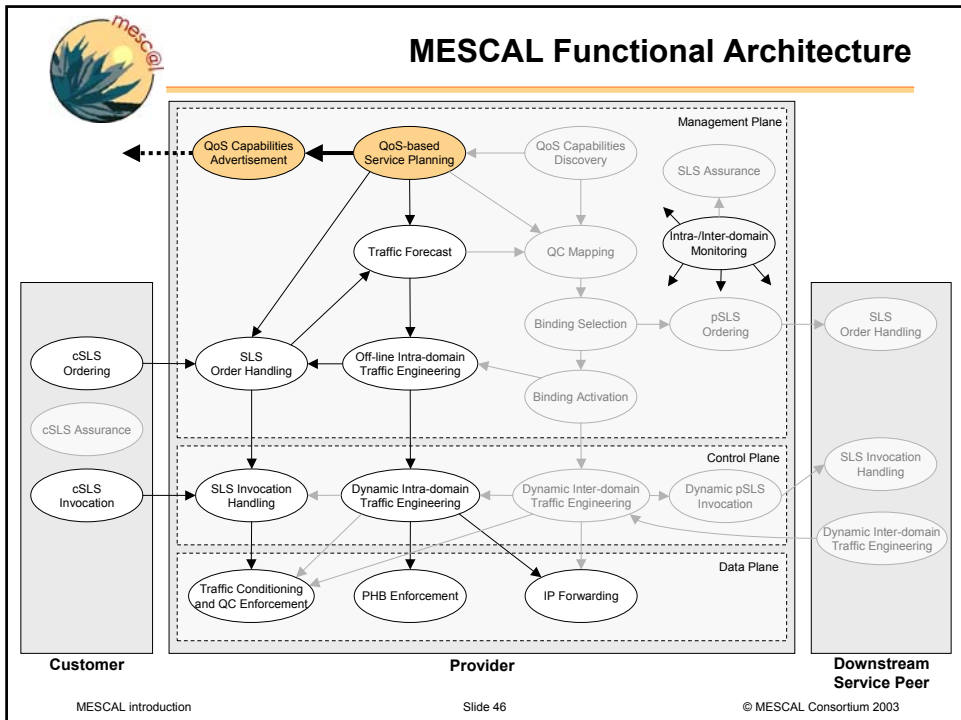 mesc@l
MESCAL Functional Architecture
Management Plane
QoS Capabilities
Advertisement
QoS-based
Service Planning
QoS Capabilities
Discovery
SLS Assurance
Traffic Forecast
QC Mapping
Intra-/Inter-domain
Monitoring
Binding Selection
pSLS
Ordering
SLS
Order Handling
cSLS
Ordering
SLS
Order Handling
Off-line Intra-domain
Traffic Engineering
Binding Activation
cSLS Assurance
Control Plane
SLS Invocation
Handling
cSLS
Invocation
SLS Invocation
Handling
Dynamic Intra-domain
Traffic Engineering
Dynamic Inter-domain
Traffic Engineering
Dynamic pSLS
Invocation
Dynamic Inter-domain
Traffic Engineering
Data Plane
Traffic Conditioning
and QC Enforcement
PHB Enforcement
IP Forwarding
Customer
Provider
Downstream
Service Peer
MESCAL introduction
Slide 46
© MESCAL Consortium 2003